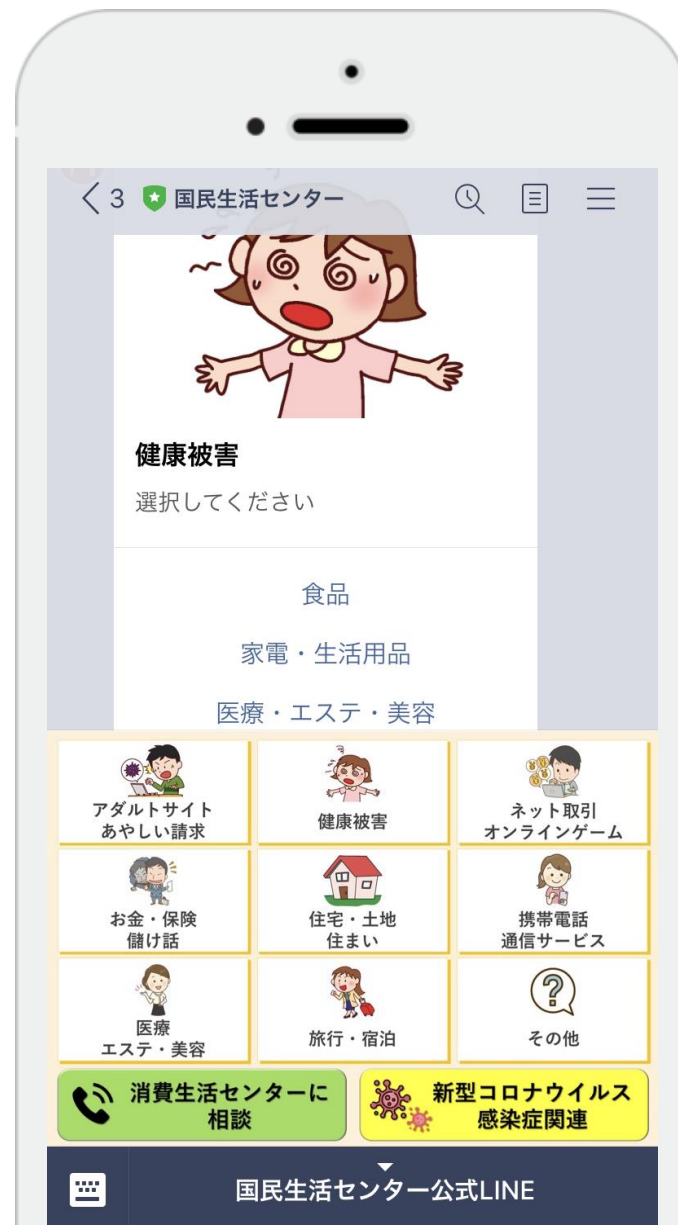 3 国民生活センター
健康被害
選択してください
食品
家電・生活用品
医療・エステ・美容
アダルトサイト
あやしい請求
健康被害
ネット取引
オンラインゲーム
お金・保険
儲け話
住宅・土地
住まい
携帯電話
通信サービス
医療
エステ・美容
旅行・宿泊
その他
消費生活センターに
相談
新型コロナウイルス
感染症関連
国民生活センター公式LINE